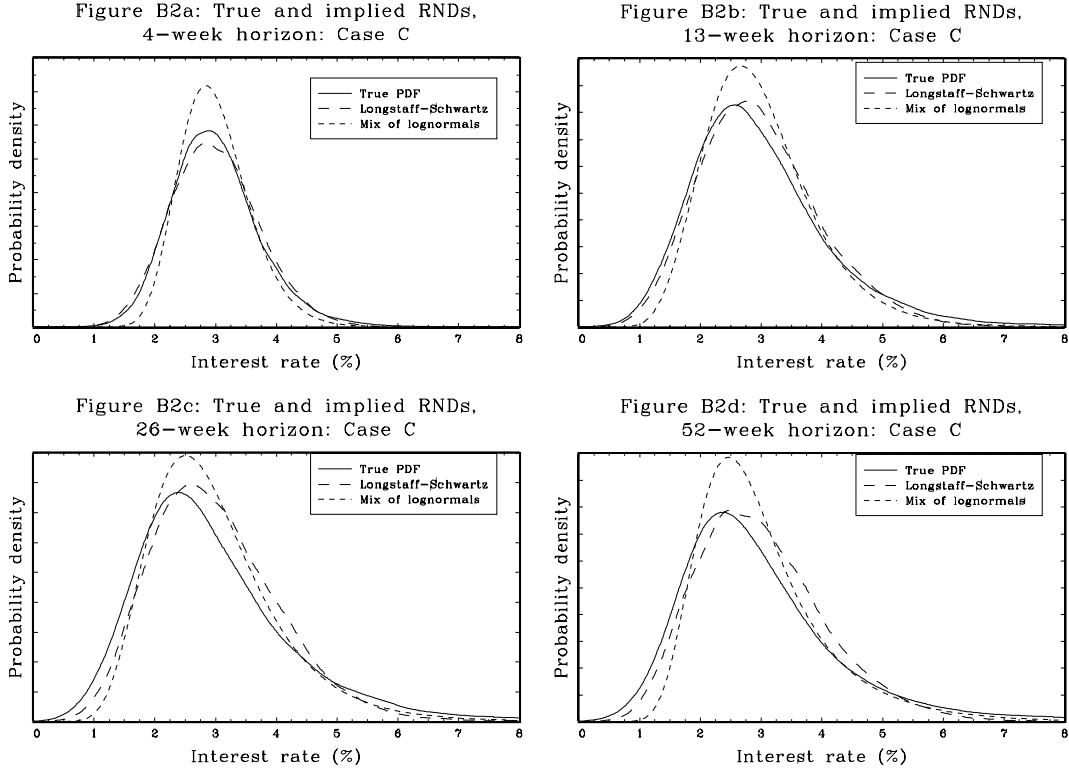 Figure B2a: True and implied RNDs,
4-week horizon: Case C
Probability density
True PDF
Longstaff-Schwartz
Mix of lognormals
0 1 2 3 4 5 6 7 8
Interest rate (%)
Figure B2b: True and implied RNDs,
13-week horizon: Case C
Probability density
True PDF
Longstaff-Schwartz
Mix of lognormals
0 1 2 3 4 5 6 7 8
Interest rate (%)
Figure B2c: True and implied RNDs,
26-week horizon: Case C
Probability density
True PDF
Longstaff-Schwartz
Mix of lognormals
0 1 2 3 4 5 6 7 8
Interest rate (%)
Figure B2d: True and implied RNDs,
52-week horizon: Case C
Probability density
True PDF
Longstaff-Schwartz
Mix of lognormals
0 1 2 3 4 5 6 7 8
Interest rate (%)